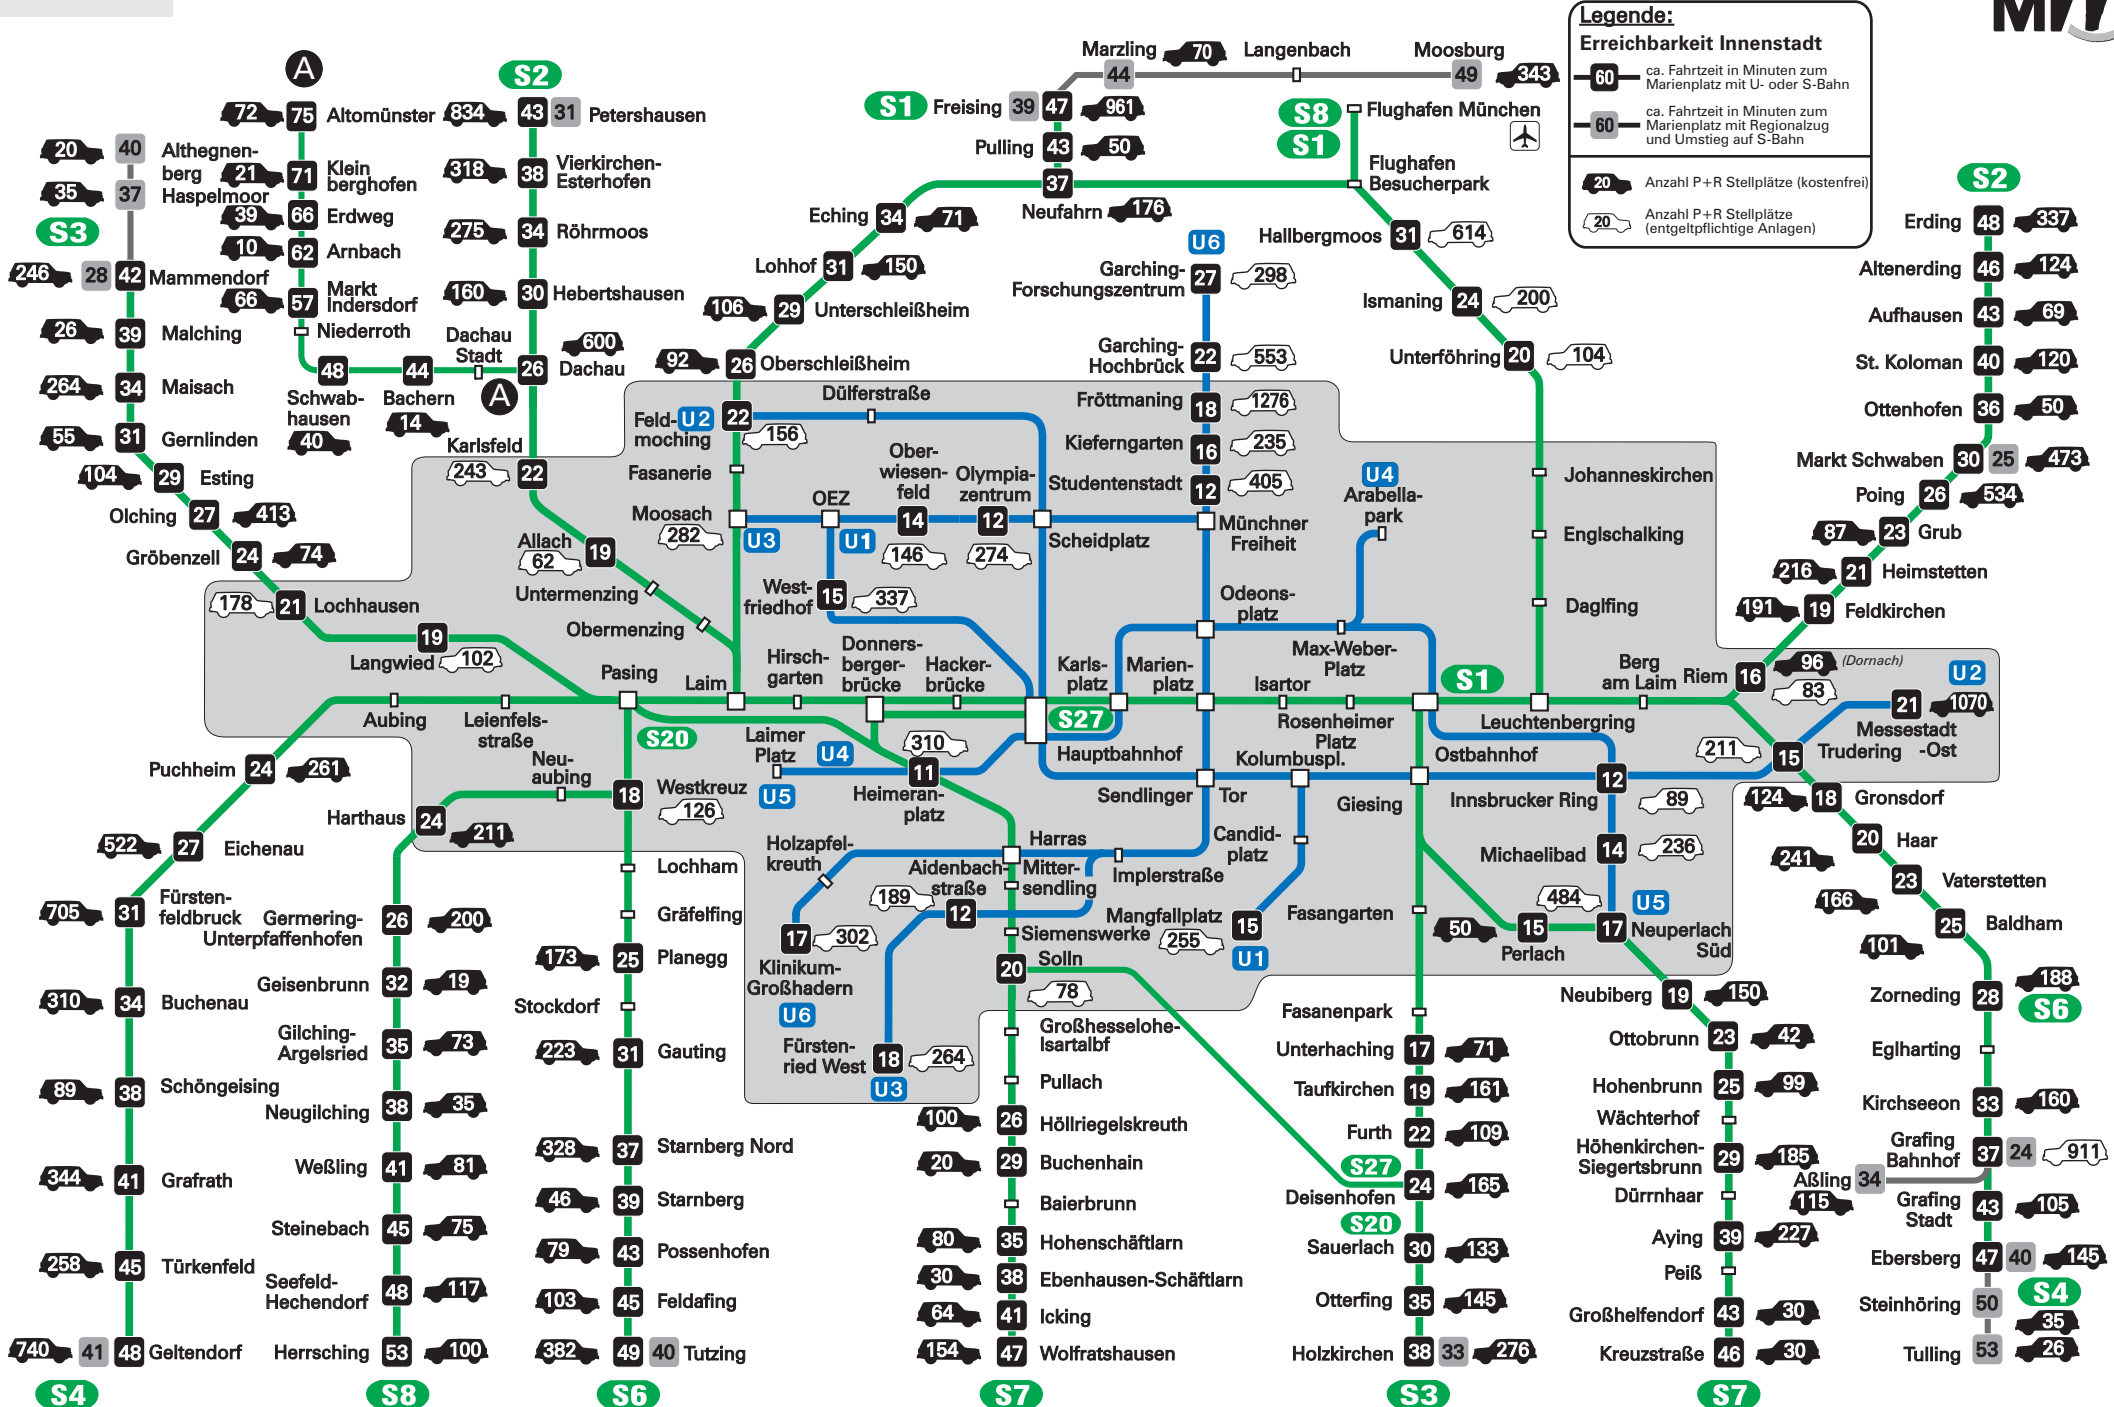 Legende:
Erreichbarkeit Innenstadt
60 ca. Fahrtzeit in Minuten zum
Marienplatz mit U- oder S-Bahn
60 ca. Fahrtzeit in Minuten zum
Marienplatz mit Regionalzug
und Umstieg auf S-Bahn
20 Anzahl P+R Stellplätze (kostenfrei)
20 Anzahl P+R Stellplätze
(entgeltpflichtige Anlagen)
A
72 75 Altomünster
21 71 Klein
berghofen
39 66 Erdweg
10 62 Arnbach
66 57 Markt
Indersdorf
Niederroth
48 Schwab-
hausen
40
44 Bachern
14
Dachau
Stadt
A
S2
834 43 31 Petershausen
318 38 Vierkirchen-
Esterhofen
275 34 Röhrmoos
160 30 Hebertshausen
600
26 Dachau
Karlsfeld
243 22
Allach
62 19
Untermenzing
Obermenzing
20 40 Althegnen-
berg
35 37 Haspelmoor
S3
246 28 42 Mammendorf
26 39 Malching
264 34 Maisach
55 31 Gernlinden
104 29 Esting
Olching 27 413
Gröbenzell 24 74
178 21 Lochhausen
19
Langwied 102
S1 Freising 39 47 961
Marzling 70
44
Langenbach
Moosburg
49 343
Pulling 43 50
37
Neufahrn 176
Eching 34 71
Lohhof 31 150
106 29 Unterschleißheim
92 26 Oberschleißheim
Feld-
moching U2 22
156
Fasanerie
Moosach
282
U3
Dülferstraße
OEZ
U1
Ober-
wiesen-
feld
14
146
Olympia-
zentrum
12
274
Scheidplatz
West-
friedhof 15 337
S8
S1
Flughafen München
Flughafen
Besucherpark
Hallbergmoos 31 614
Ismaning 24 200
Unterföhring 20 104
Johanneskirchen
Englschalking
Daglfing
U6
Garching-
Forschungszentrum 27 298
Garching-
Hochbrück 22 553
Fröttmaning 18 1276
Kieferngarten 16 235
Studentenstadt 12 405
Münchner
Freiheit
U4
Arabella-
park
Odeons-
platz
Max-Weber-
Platz
S2
Erding 48 337
Altenerding 46 124
Aufhausen 43 69
St. Koloman 40 120
Ottenhofen 36 50
Markt Schwaben 30 25 473
Poing 26 534
87 23 Grub
216 21 Heimstetten
191 19 Feldkirchen
Riem 16 96 (Dornach)
83
Berg
am Laim
U2
21 1070
Messestadt
-Ost
211 15
Trudering
Pasing
Laim
Hirsch-
garten
Donners-
berger-
brücke
Hacker-
brücke
Karls-
platz
Marien-
platz
Isartor
Rosenheimer
Platz
S1
Leuchtenbergring
Ostbahnhof
S27
Hauptbahnhof
Aubing
Leienfels-
straße
S20
Puchheim 24 261
522 27 Eichenau
705 31 Fürsten-
feldbruck
310 34 Buchenau
89 38 Schöngeising
344 41 Grafrath
258 45 Türkenfeld
740 41 48 Geltendorf
S4
Neu-
aubing
Harthaus 24 211
Germering-
Unterpfaffenhofen 26 200
Geisenbrunn 32 19
Gilching-
Argelsried 35 73
Neugilching 38 35
Weßling 41 81
Steinebach 45 75
Seefeld-
Hechendorf 48 117
Herrsching 53 100
S8
18 Westkreuz
126
Lochham
Gräfelfing
173 25 Planegg
Stockdorf
223 31 Gauting
328 37 Starnberg Nord
46 39 Starnberg
79 43 Possenhofen
103 45 Feldafing
382 49 40 Tutzing
S6
Laimer
Platz
U4
U5
310
11
Heimeran-
platz
Holzapfel-
kreuth
17 302
Klinikum-
Großhadern
U6
Harras
Implerstraße
Aidenbach-
straße
189 12
Fürsten-
ried West 18 264
U3
Mitter-
sendling
Siemenswerke
20 Solln
78
Großhesselohe-
Isartalbf
Pullach
100 26 Höllriegelskreuth
20 29 Buchenhain
Baierbrunn
80 35 Hohenschäftlarn
30 38 Ebenhausen-Schäftlarn
64 41 Icking
154 47 Wolfratshausen
S7
Sendlinger Tor
Kolumbuspl.
Candid-
platz
Mangfallplatz
255 15
U1
Giesing
Fasangarten
Fasanenpark
Unterhaching 17 71
Taufkirchen 19 161
Furth 22 109
S27
Deisenhofen 24 165
S20
Sauerlach 30 133
Otterfing 35 145
Holzkirchen 38 33 276
S3
12
Innsbrucker Ring 89
Michaelibad 14 236
484 U5
17 Neuperlach
Süd
50 15
Perlach
Neubiberg 19 150
Ottobrunn 23 42
Hohenbrunn 25 99
Wächterhof
Höhenkirchen-
Siegertsbrunn 29 185
Dürrnhaar
Aying 39 227
Peiß
Großhelfendorf 43 30
Kreuzstraße 46 30
S7
124 18 Gronsdorf
20 Haar
241
23 Vaterstetten
166
25 Baldham
101
188
Zorneding 28
S6
Eglharting
Kirchseeon 33 160
Grafing
Bahnhof 37 24 911
Aßling 34
115
Grafing
Stadt 43 105
Ebersberg 47 40 145
S4
Steinhöring 50 35
Tulling 53 26